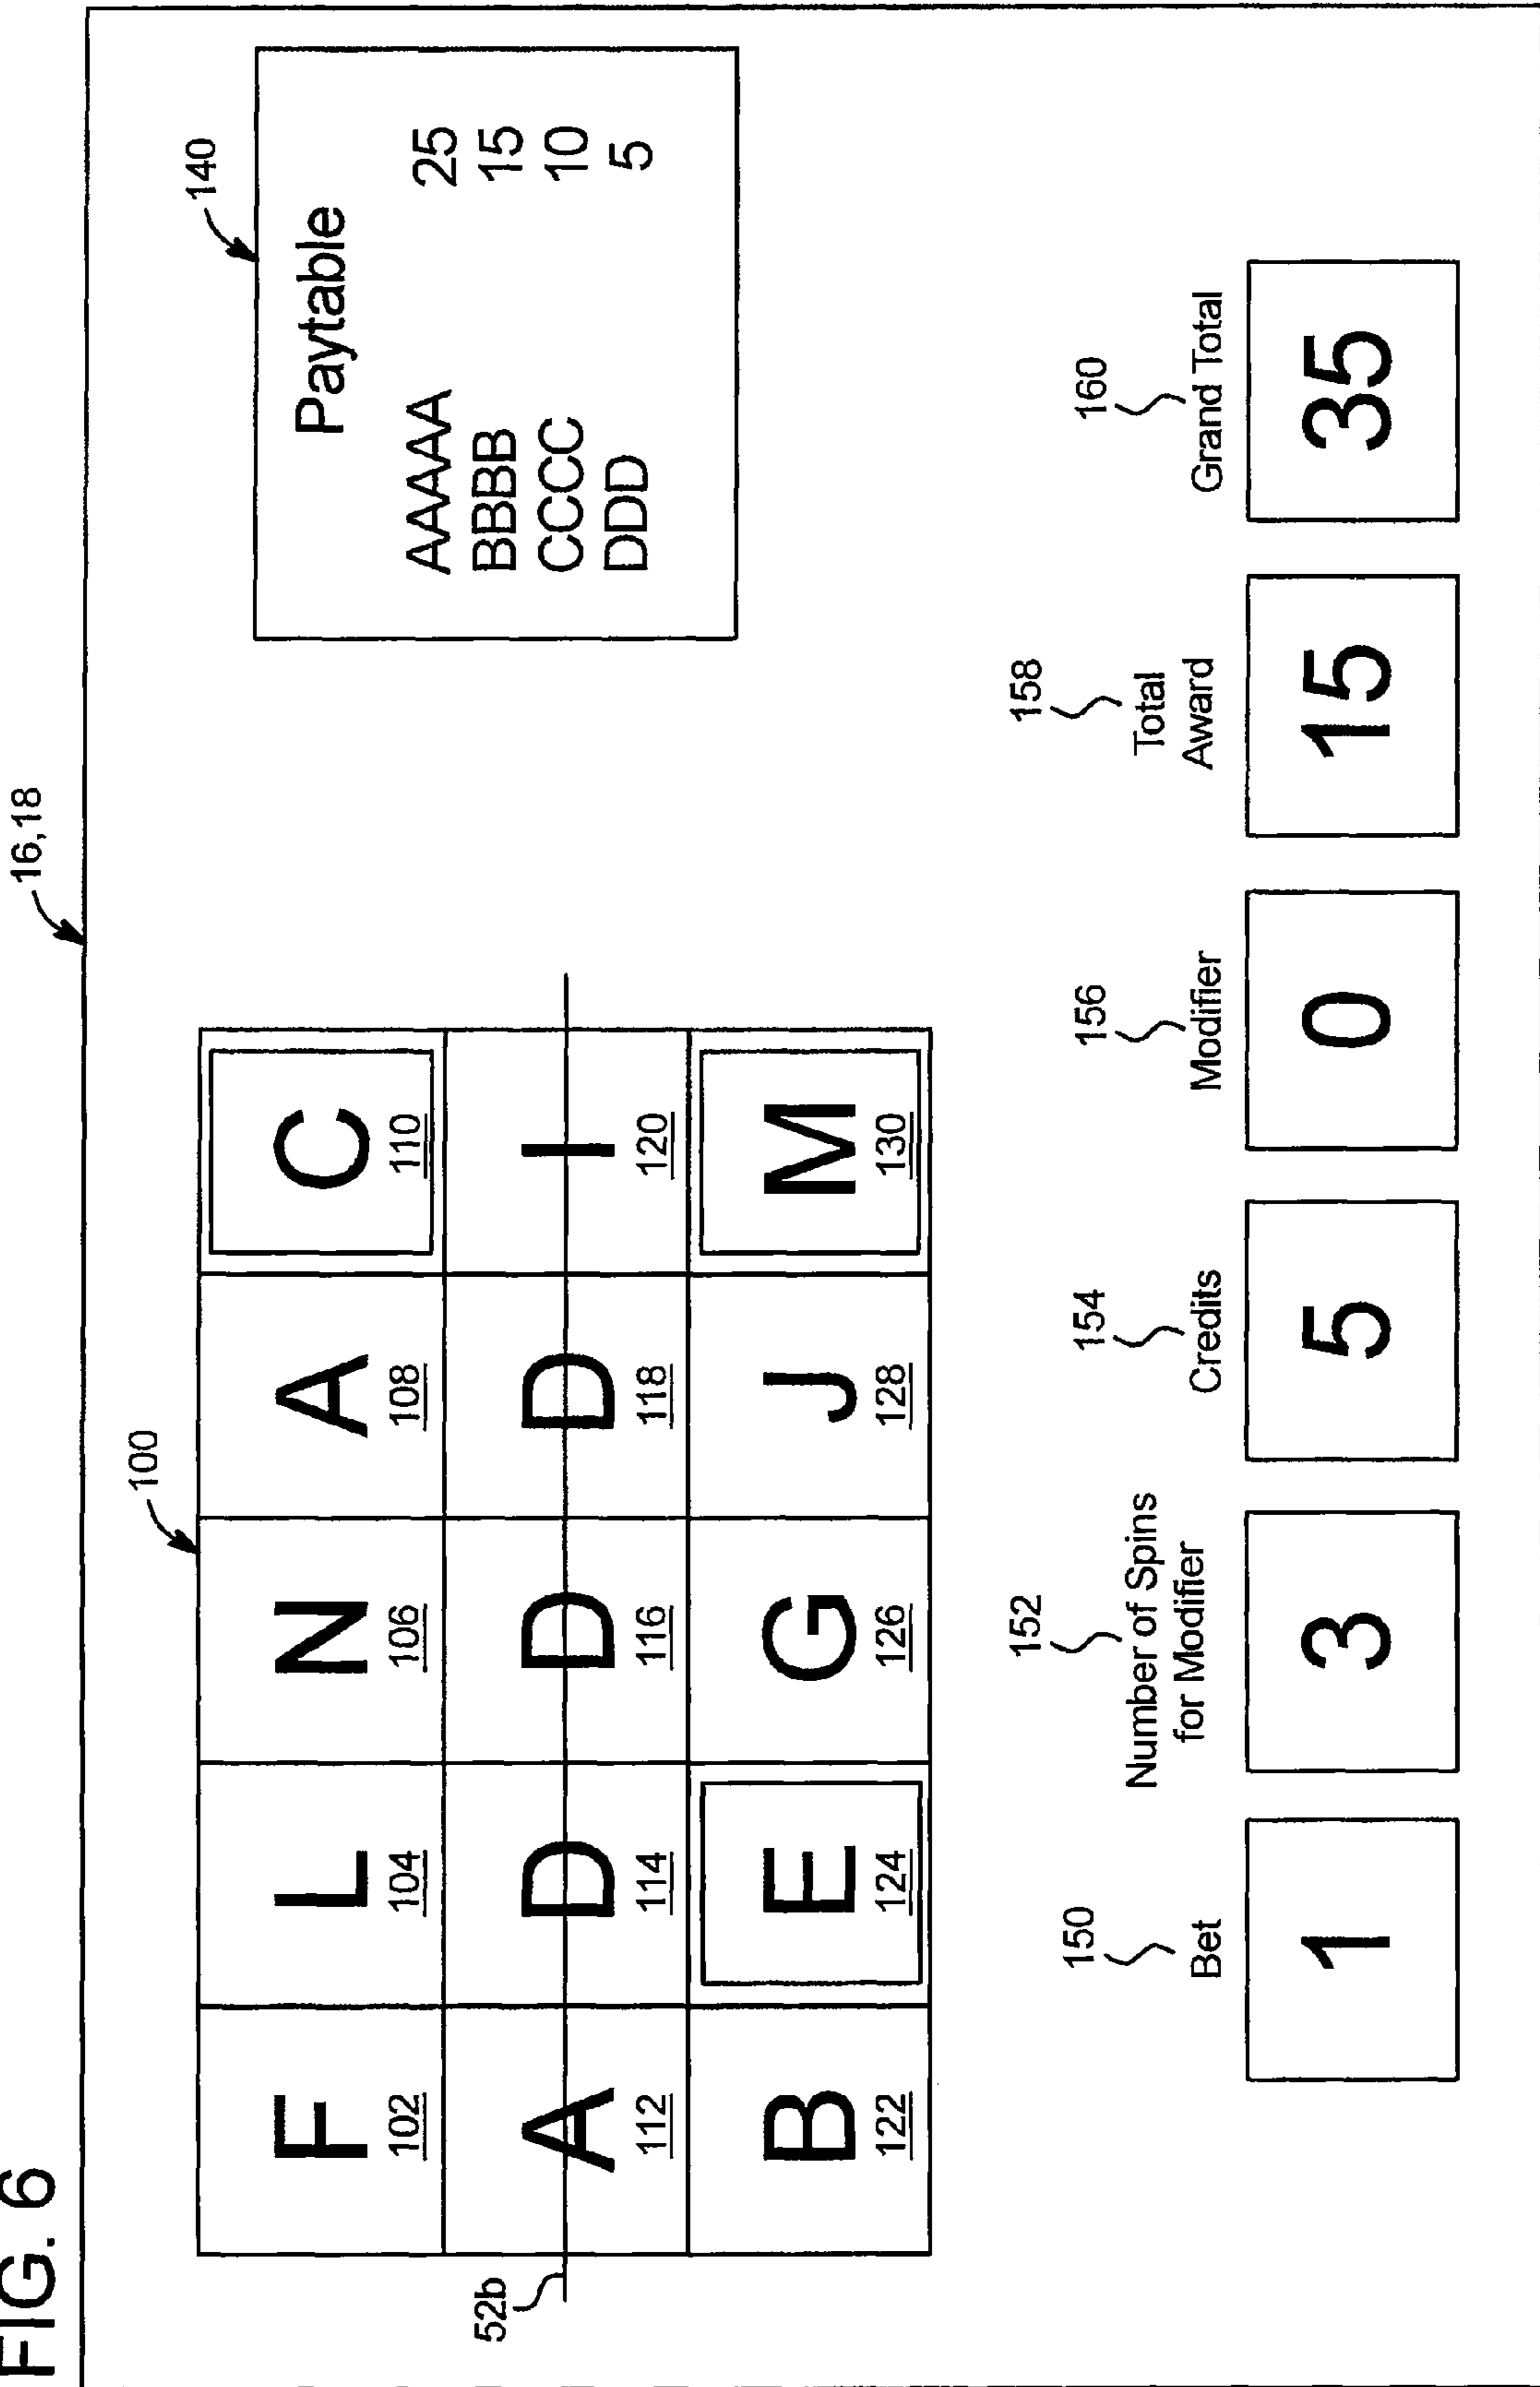 FIG. 6
16,18
100
F L N A C
102 104 106 108 110
52b
A D D D I
112 114 116 118 120
B E G J M
122 124 126 128 130
140
Paytable
AAAAA 25
BBBB 15
CCCC 10
DDD 5
150
Bet
1
152
Number of Spins
for Modifier
3
154
Credits
5
156
Modifier
0
158
Total
Award
15
160
Grand Total
35